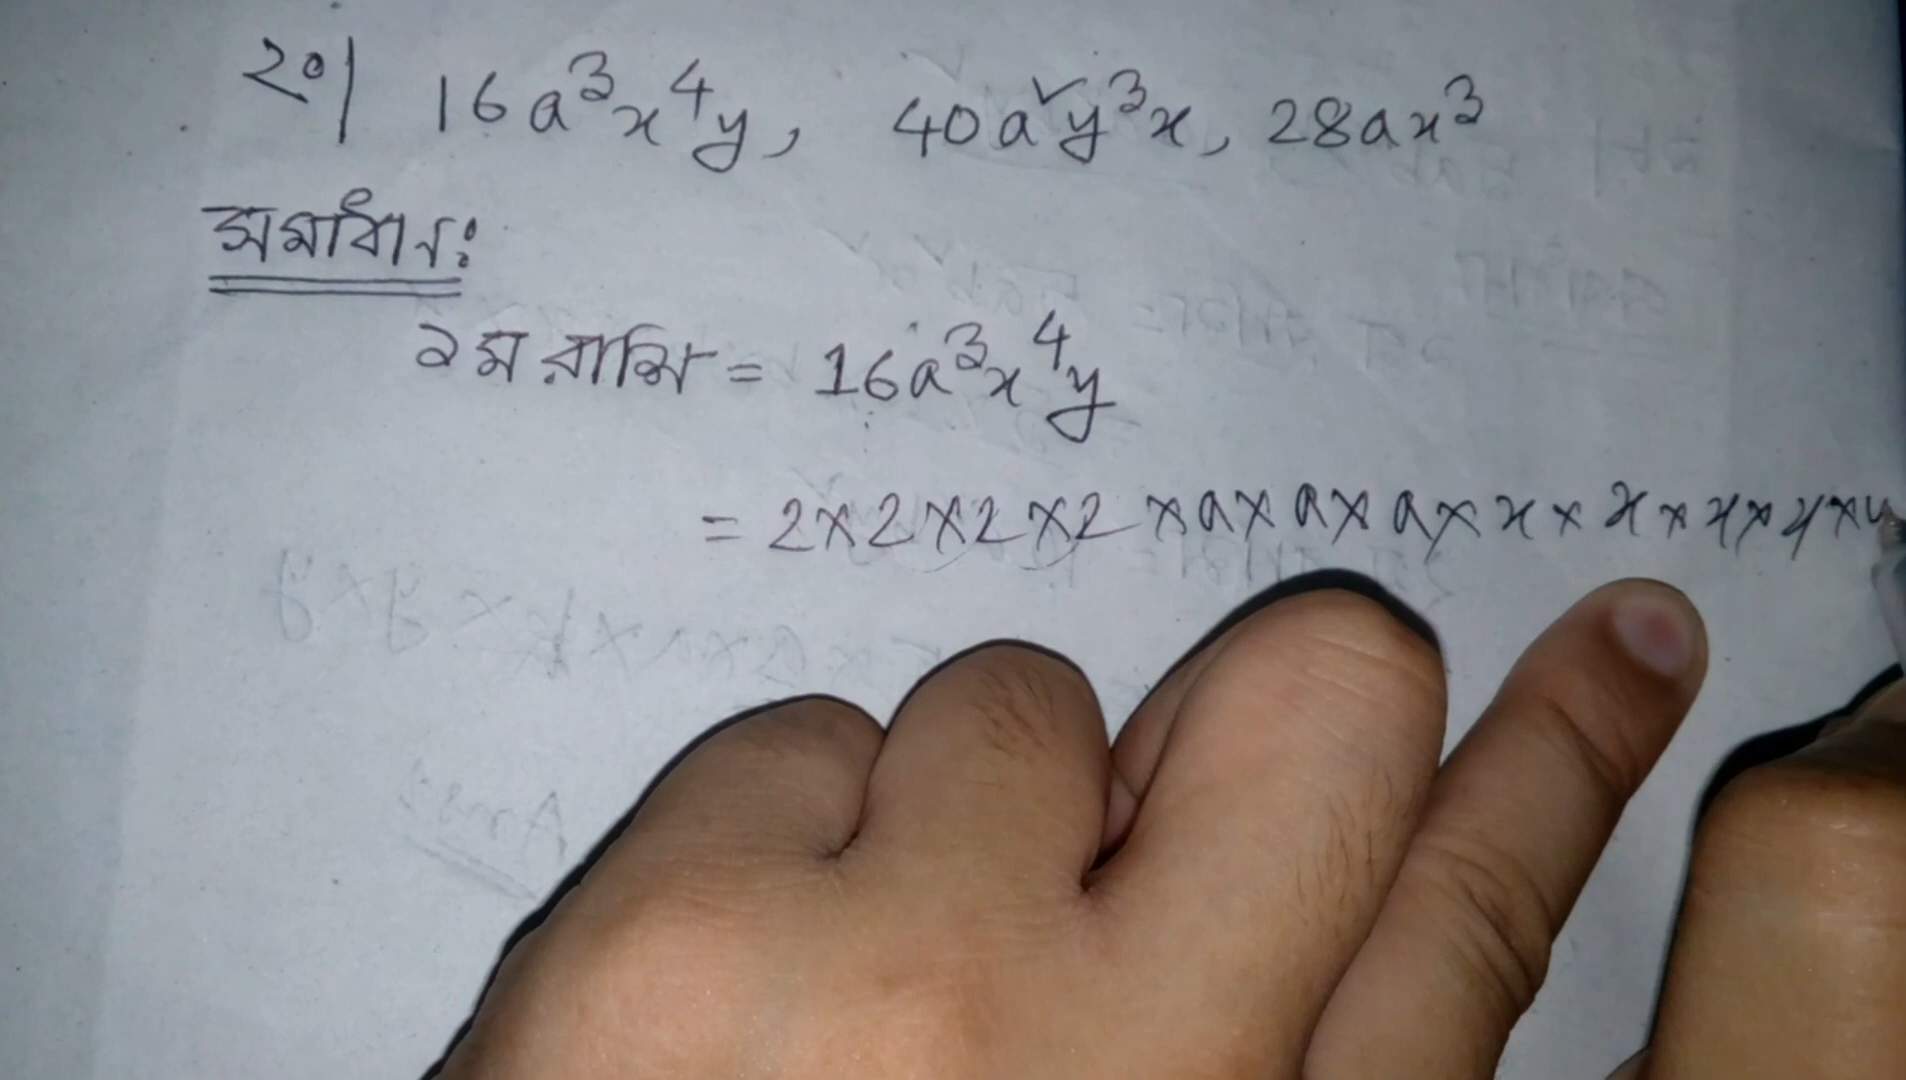 ২০| 16a³x⁴y, 40a²y³x, 28ax³
সমাধান:
১ম রাশি = 16a³x⁴y
= 2×2×2×2×a×a×a×x×x×x×x×y